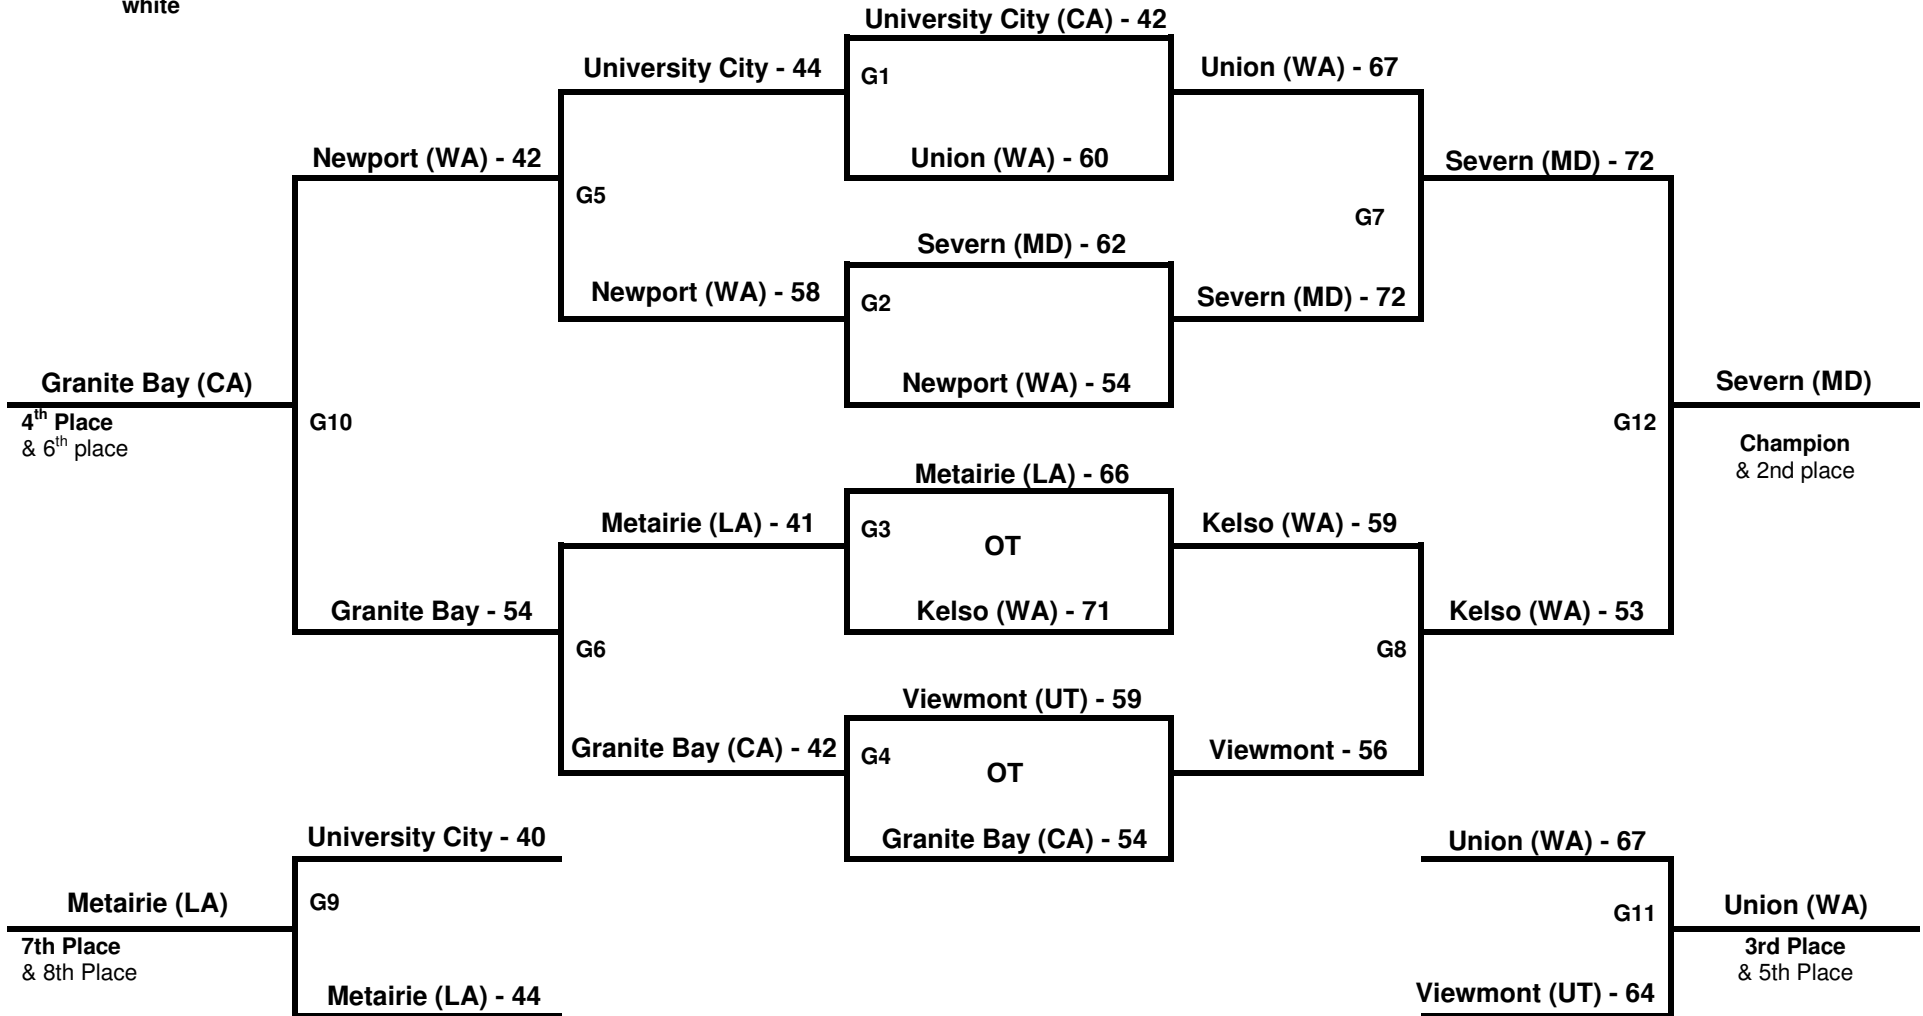 white
University City (CA) - 42
University City - 44
G1
Union (WA) - 67
Newport (WA) - 42
Union (WA) - 60
Severn (MD) - 72
G5
G7
Severn (MD) - 62
Newport (WA) - 58
G2
Severn (MD) - 72
Granite Bay (CA)
Newport (WA) - 54
Severn (MD)
4th Place
& 6th place
G10
G12
Champion
& 2nd place
Metairie (LA) - 66
Metairie (LA) - 41
G3
OT
Kelso (WA) - 59
Granite Bay - 54
Kelso (WA) - 71
Kelso (WA) - 53
G6
G8
Viewmont (UT) - 59
Granite Bay (CA) - 42
G4
OT
Viewmont - 56
University City - 40
Granite Bay (CA) - 54
Union (WA) - 67
Metairie (LA)
G9
G11
Union (WA)
7th Place
& 8th Place
3rd Place
& 5th Place
Metairie (LA) - 44
Viewmont (UT) - 64